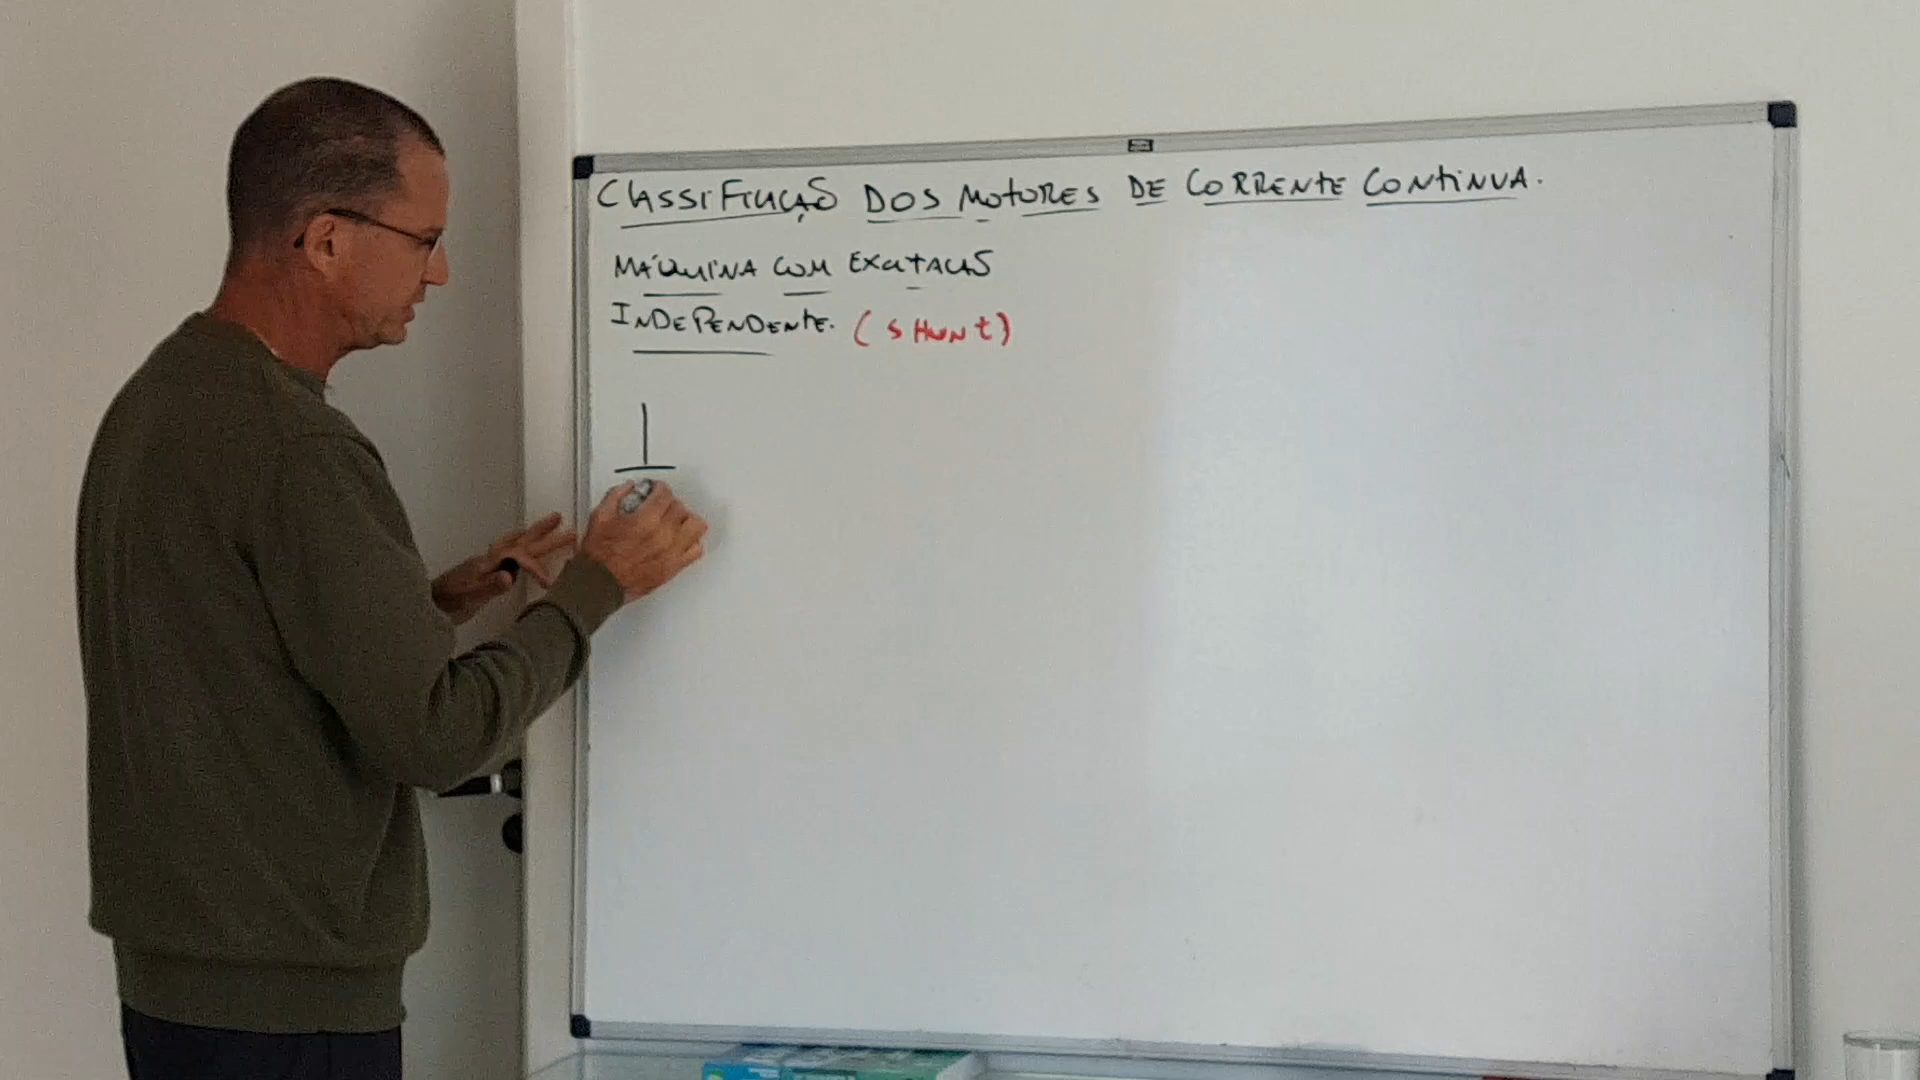 CLASSIFICAÇÃO DOS MOTORES DE CORRENTE CONTINUA.
MÁQUINA COM EXCITAÇÃO
INDEPENDENTE. (SHUNT)